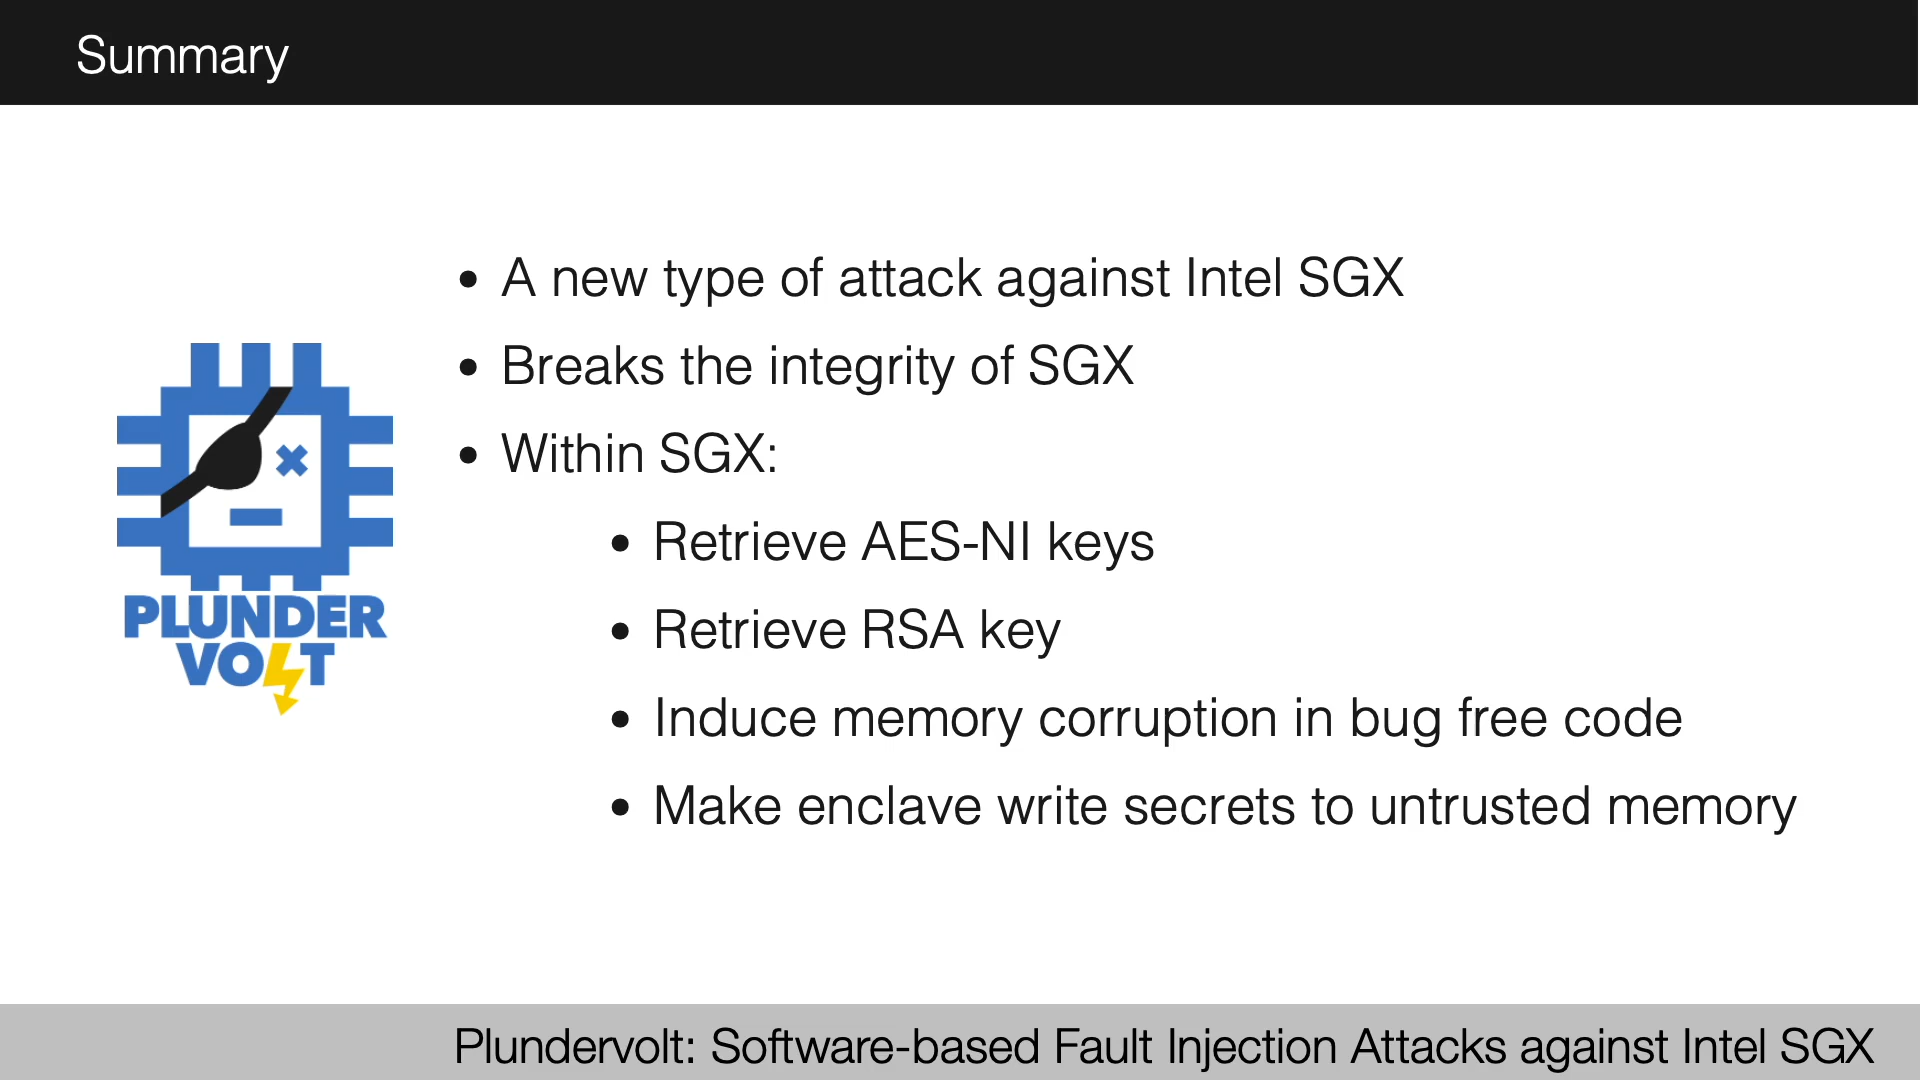 Summary
• A new type of attack against Intel SGX
• Breaks the integrity of SGX
• Within SGX:
• Retrieve AES-NI keys
• Retrieve RSA key
• Induce memory corruption in bug free code
• Make enclave write secrets to untrusted memory
PLUNDER
VOLT
Plundervolt: Software-based Fault Injection Attacks against Intel SGX